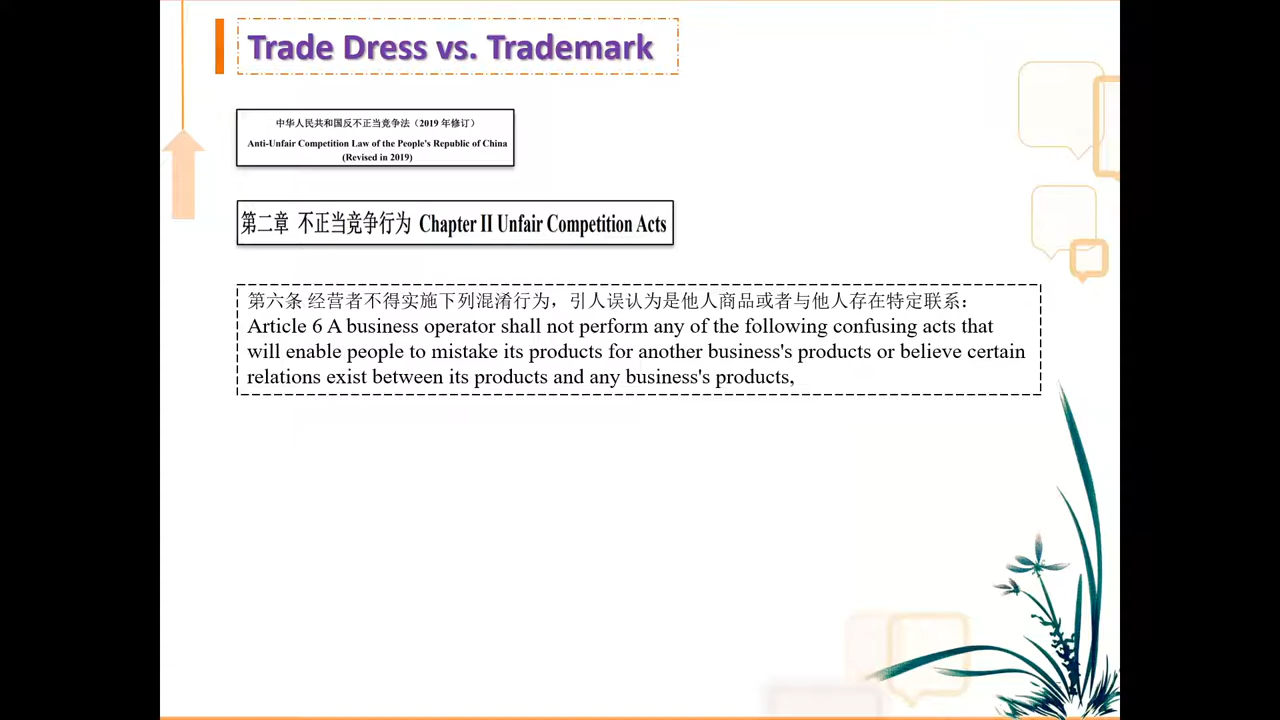 Trade Dress vs. Trademark
中华人民共和国反不正当竞争法（2019 年修订）
Anti-Unfair Competition Law of the People's Republic of China
(Revised in 2019)
第二章 不正当竞争行为 Chapter II Unfair Competition Acts
第六条 经营者不得实施下列混淆行为，引人误认为是他人商品或者与他人存在特定联系：
Article 6 A business operator shall not perform any of the following confusing acts that
will enable people to mistake its products for another business's products or believe certain
relations exist between its products and any business's products,